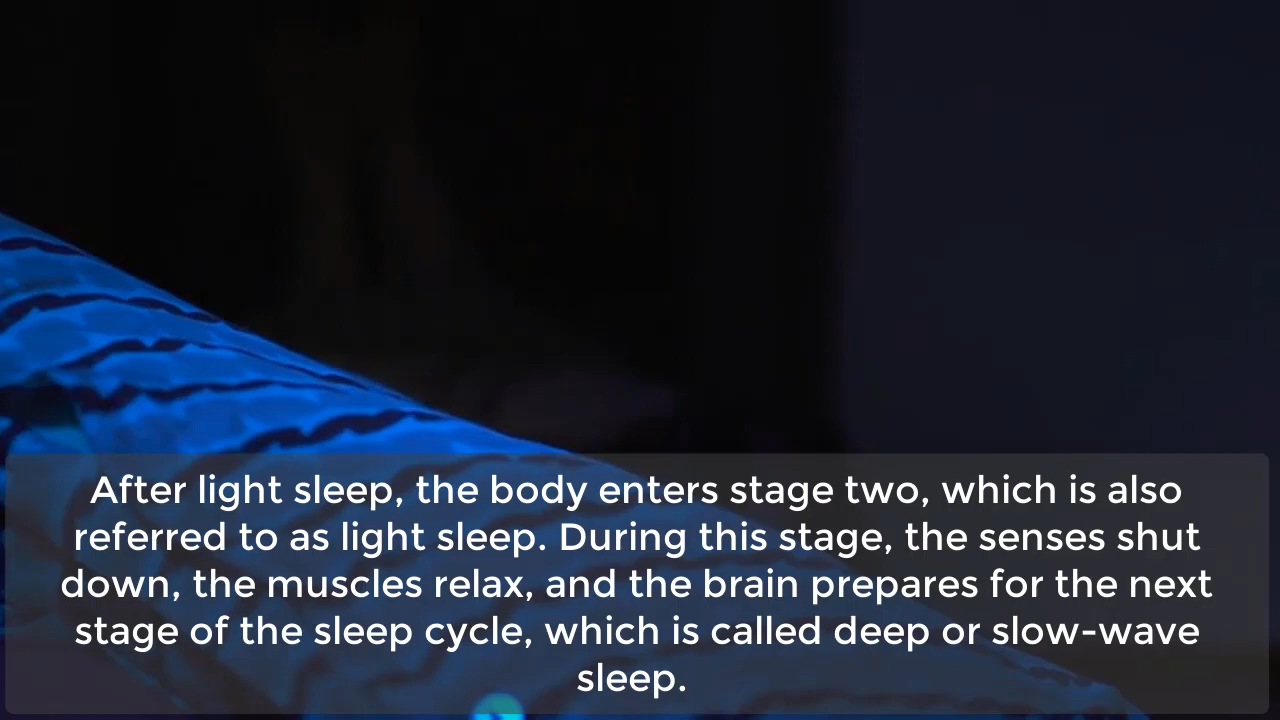 After light sleep, the body enters stage two, which is also
referred to as light sleep. During this stage, the senses shut
down, the muscles relax, and the brain prepares for the next
stage of the sleep cycle, which is called deep or slow-wave
sleep.